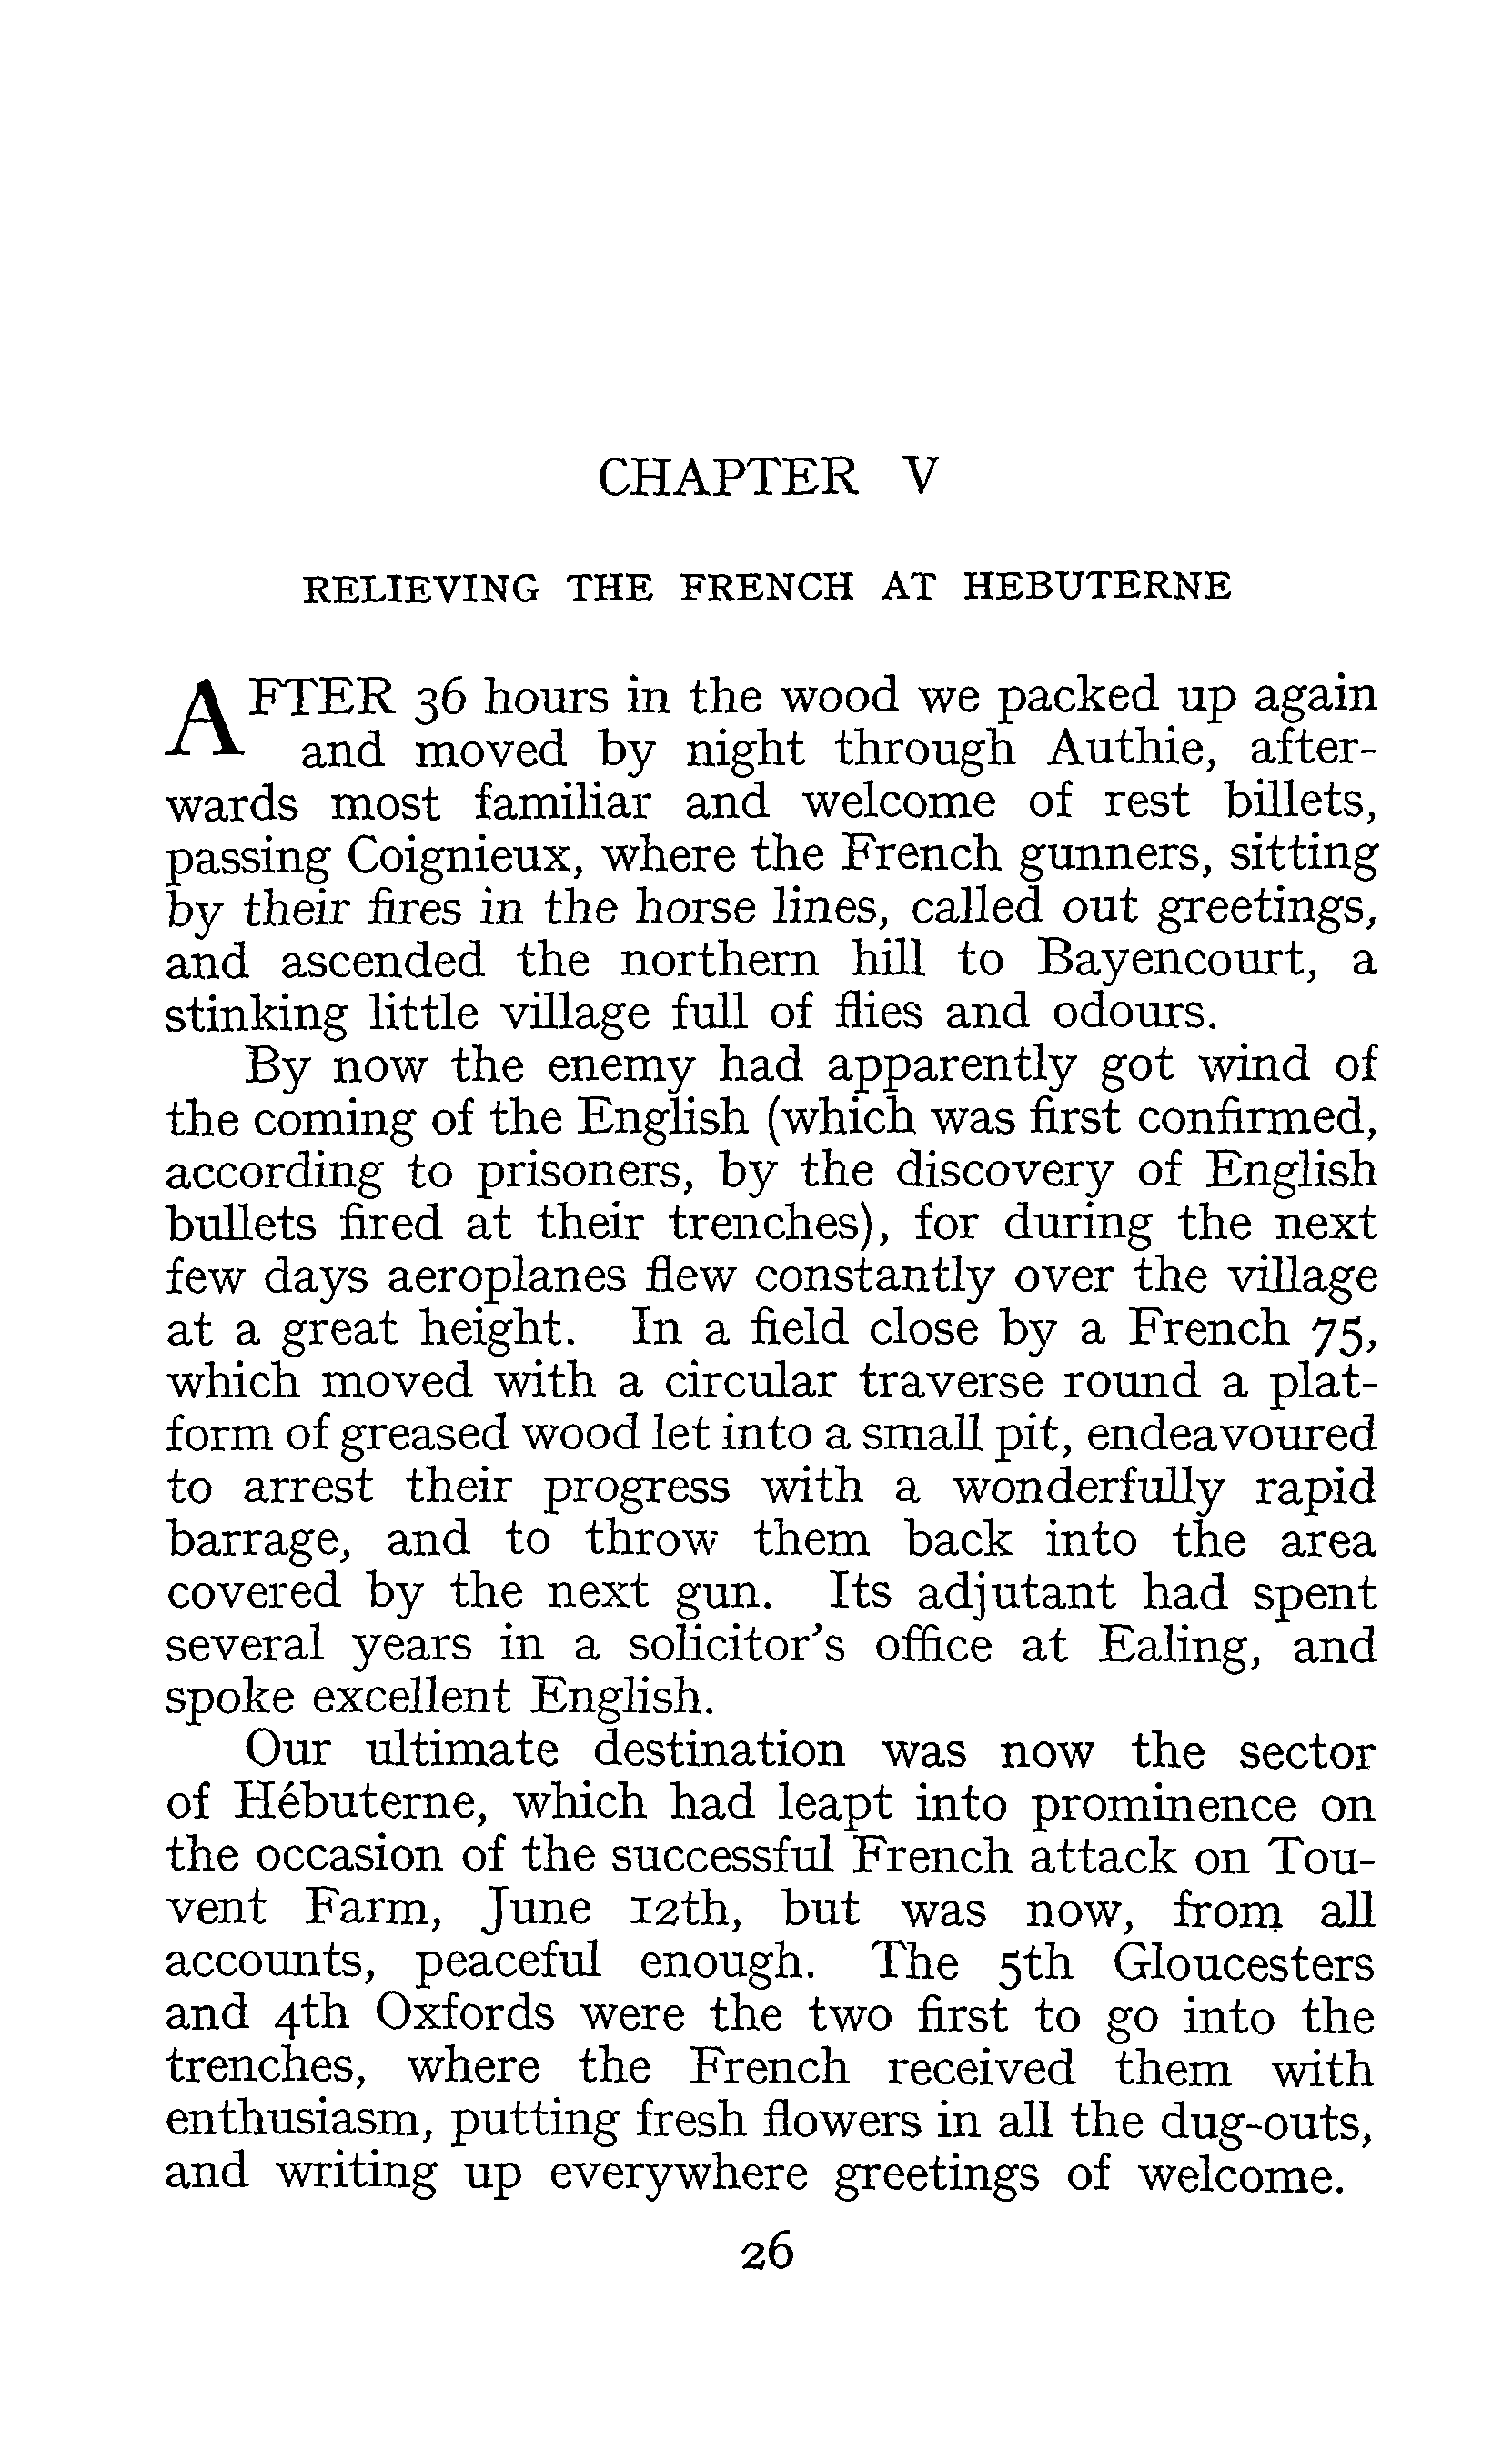 CHAPTER V
RELIEVING THE FRENCH AT HEBUTERNE
AFTER 36 hours in the wood we packed up again
and moved by night through Authie, after-
wards most familiar and welcome of rest billets,
passing Coignieux, where the French gunners, sitting
by their fires in the horse lines, called out greetings,
and ascended the northern hill to Bayencourt, a
stinking little village full of flies and odours.
By now the enemy had apparently got wind of
the coming of the English (which was first confirmed,
according to prisoners, by the discovery of English
bullets fired at their trenches), for during the next
few days aeroplanes flew constantly over the village
at a great height. In a field close by a French 75,
which moved with a circular traverse round a plat-
form of greased wood let into a small pit, endeavoured
to arrest their progress with a wonderfully rapid
barrage, and to throw them back into the area
covered by the next gun. Its adjutant had spent
several years in a solicitor's office at Ealing, and
spoke excellent English.
Our ultimate destination was now the sector
of Hébuterne, which had leapt into prominence on
the occasion of the successful French attack on Tou-
vent Farm, June 12th, but was now, from all
accounts, peaceful enough. The 5th Gloucesters
and 4th Oxfords were the two first to go into the
trenches, where the French received them with
enthusiasm, putting fresh flowers in all the dug-outs,
and writing up everywhere greetings of welcome.
26